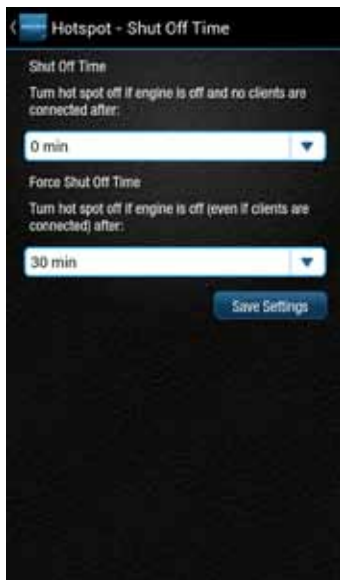 Hotspot - Shut Off Time
Shut Off Time
Turn hot spot off if engine is off and no clients are
connected after:
0 min
Force Shut Off Time
Turn hot spot off if engine is off (even if clients are
connected) after:
30 min
Save Settings